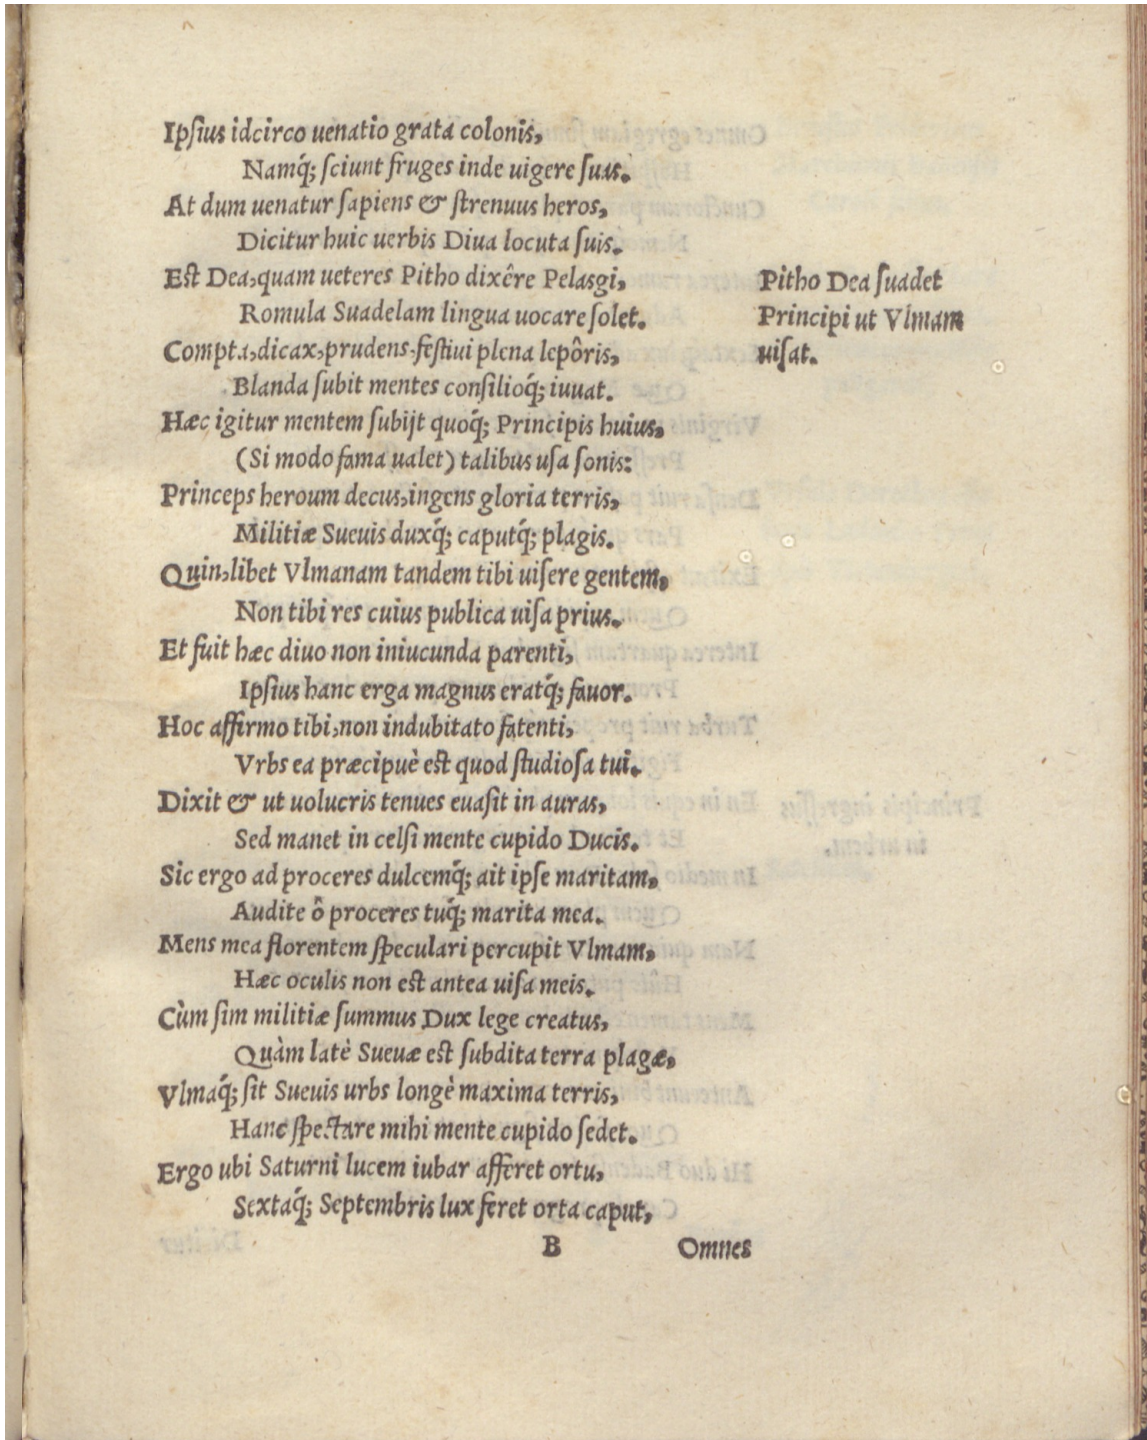 Ipſius idcirco uenatio grata colonis,
Namq́; ſciunt fruges inde uigere ſuas.
At dum uenatur ſapiens & ſtrenuus heros,
Dicitur huic uerbis Diua locuta ſuis.
Eſt Dea, quam ueteres Pitho dixêre Pelasgi,
Romula Suadelam lingua uocare ſolet.
Compta, dicax, prudens, feſtiui plena lepôris,
Blanda ſubit mentes conſilioq́; iuuat.
Hæc igitur mentem ſubijt quoq́; Principis huius,
(Si modo fama ualet) talibus uſa ſonis:
Princeps heroum decus, ingens gloria terris,
Militiæ Sueuis duxq́; caputq́; plagis.
Quin, libet Vlmanam tandem tibi uiſere gentem,
Non tibi res cuius publica uiſa prius.
Et fuit hæc diuo non iniucunda parenti,
Ipſius hanc erga magnus eratq́; fauor.
Hoc affirmo tibi, non indubitato fatenti,
Vrbs ea præcipuè eſt quod ſtudioſa tui.
Dixit & ut uolucris tenues euaſit in auras,
Sed manet in celſi mente cupido Ducis.
Sic ergo ad proceres dulcemq́; ait ipſe maritam,
Audite ô proceres tuq́; marita mea.
Mens mea florentem ſpeculari percupit Vlmam,
Hæc oculis non eſt antea uiſa meis.
Cùm ſim militiæ ſummus Dux lege creatus,
Quàm latè Sueuæ eſt ſubdita terra plagæ,
Vlmaq́; ſit Sueuis urbs longè maxima terris,
Hanc ſpectare mihi mente cupido ſedet.
Ergo ubi Saturni lucem iubar afferet ortu,
Sextaq́; Septembris lux feret orta caput,
B Omnes
Pitho Dea ſuadet
Principi ut Vlmam
uiſat.